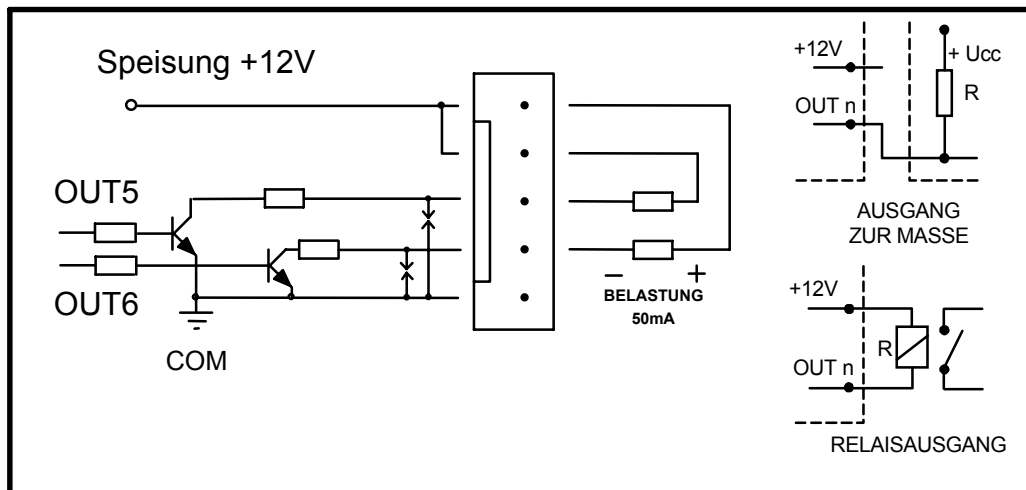 Speisung +12V
OUT5
OUT6
COM
− +
BELASTUNG
50mA
+12V
+ Ucc
R
OUT n
AUSGANG
ZUR MASSE
+12V
R
OUT n
RELAISAUSGANG